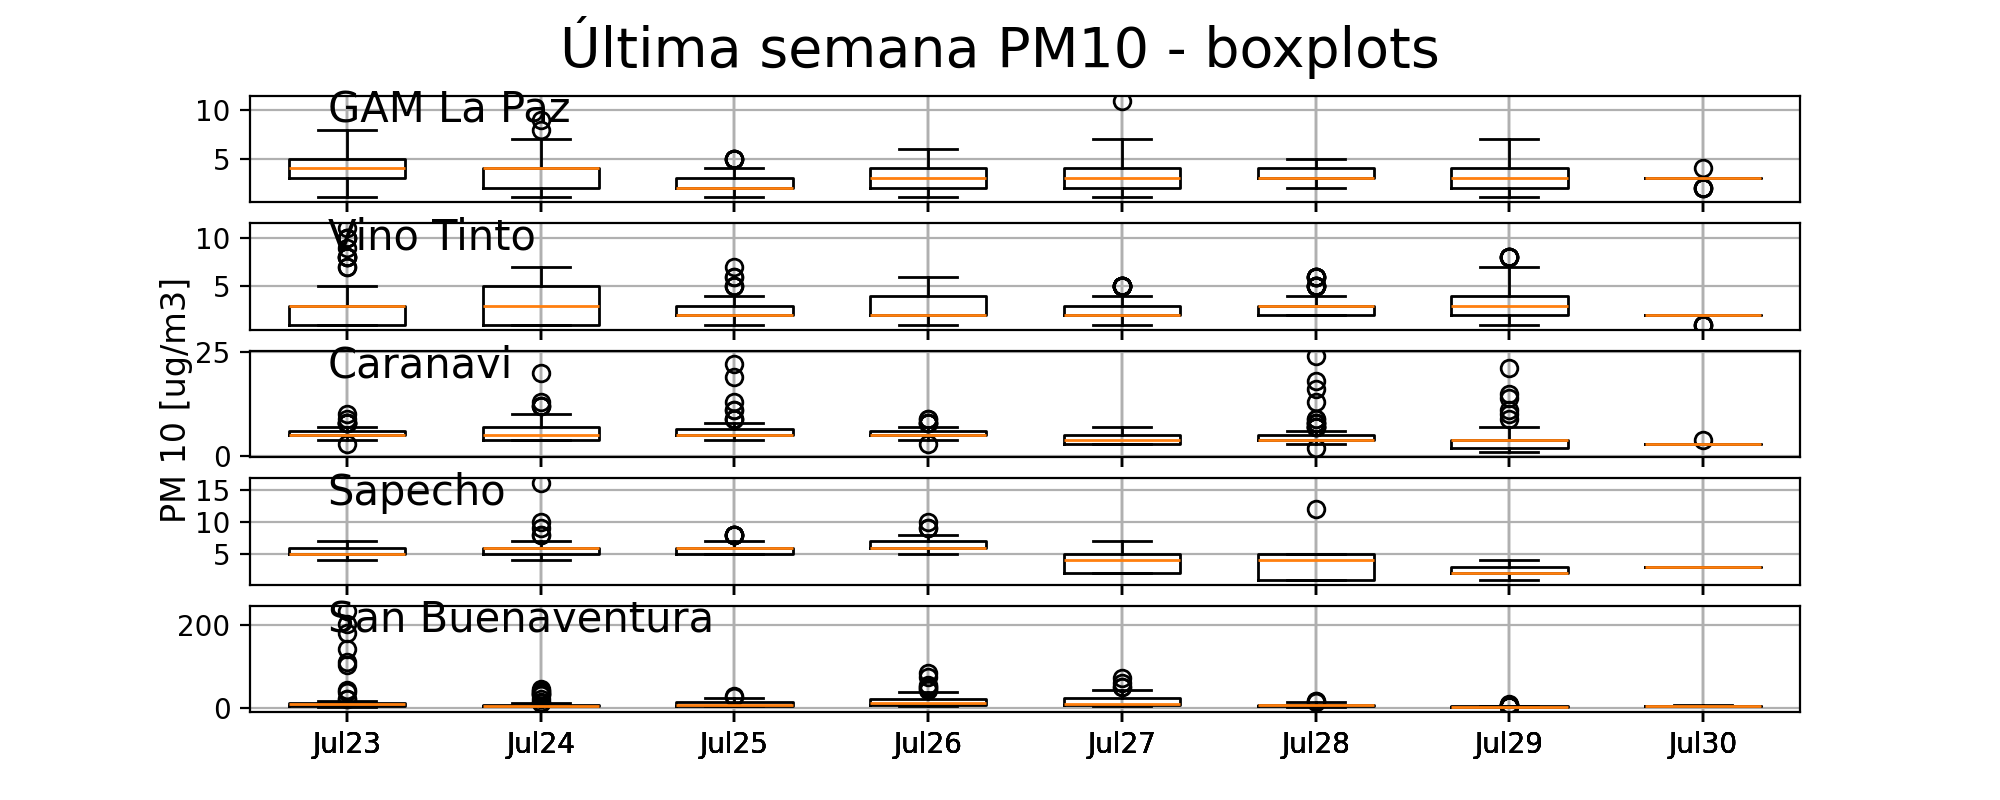 Última semana PM10 - boxplots
GAM La Paz
10
5
Vino Tinto
10
5
PM 10 [ug/m3]
Caranavi
25
0
Sapecho
15
10
5
San Buenaventura
200
0
Jul23 Jul24 Jul25 Jul26 Jul27 Jul28 Jul29 Jul30